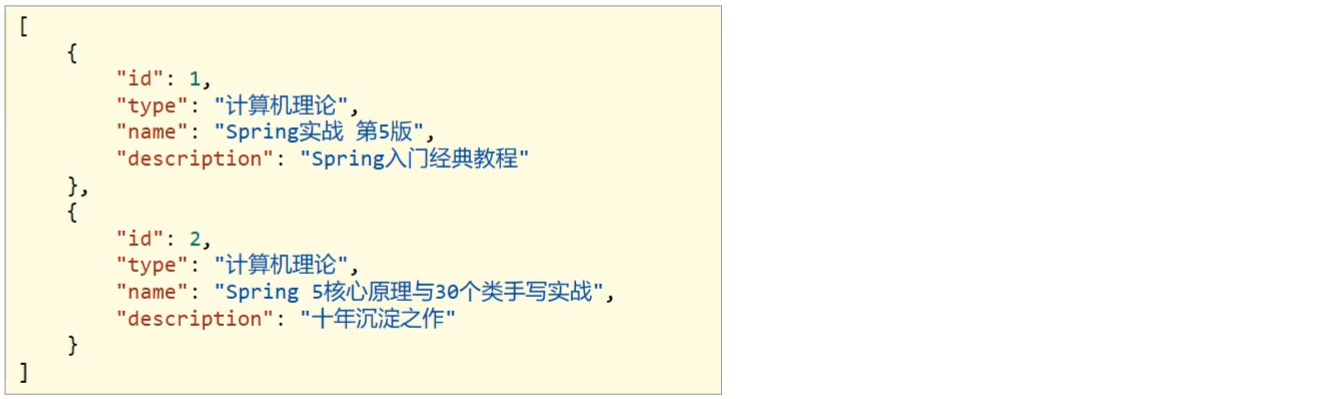 [
    {
        "id": 1,
        "type": "计算机理论",
        "name": "Spring实战 第5版",
        "description": "Spring入门经典教程"
    },
    {
        "id": 2,
        "type": "计算机理论",
        "name": "Spring 5核心原理与30个类手写实战",
        "description": "十年沉淀之作"
    }
]